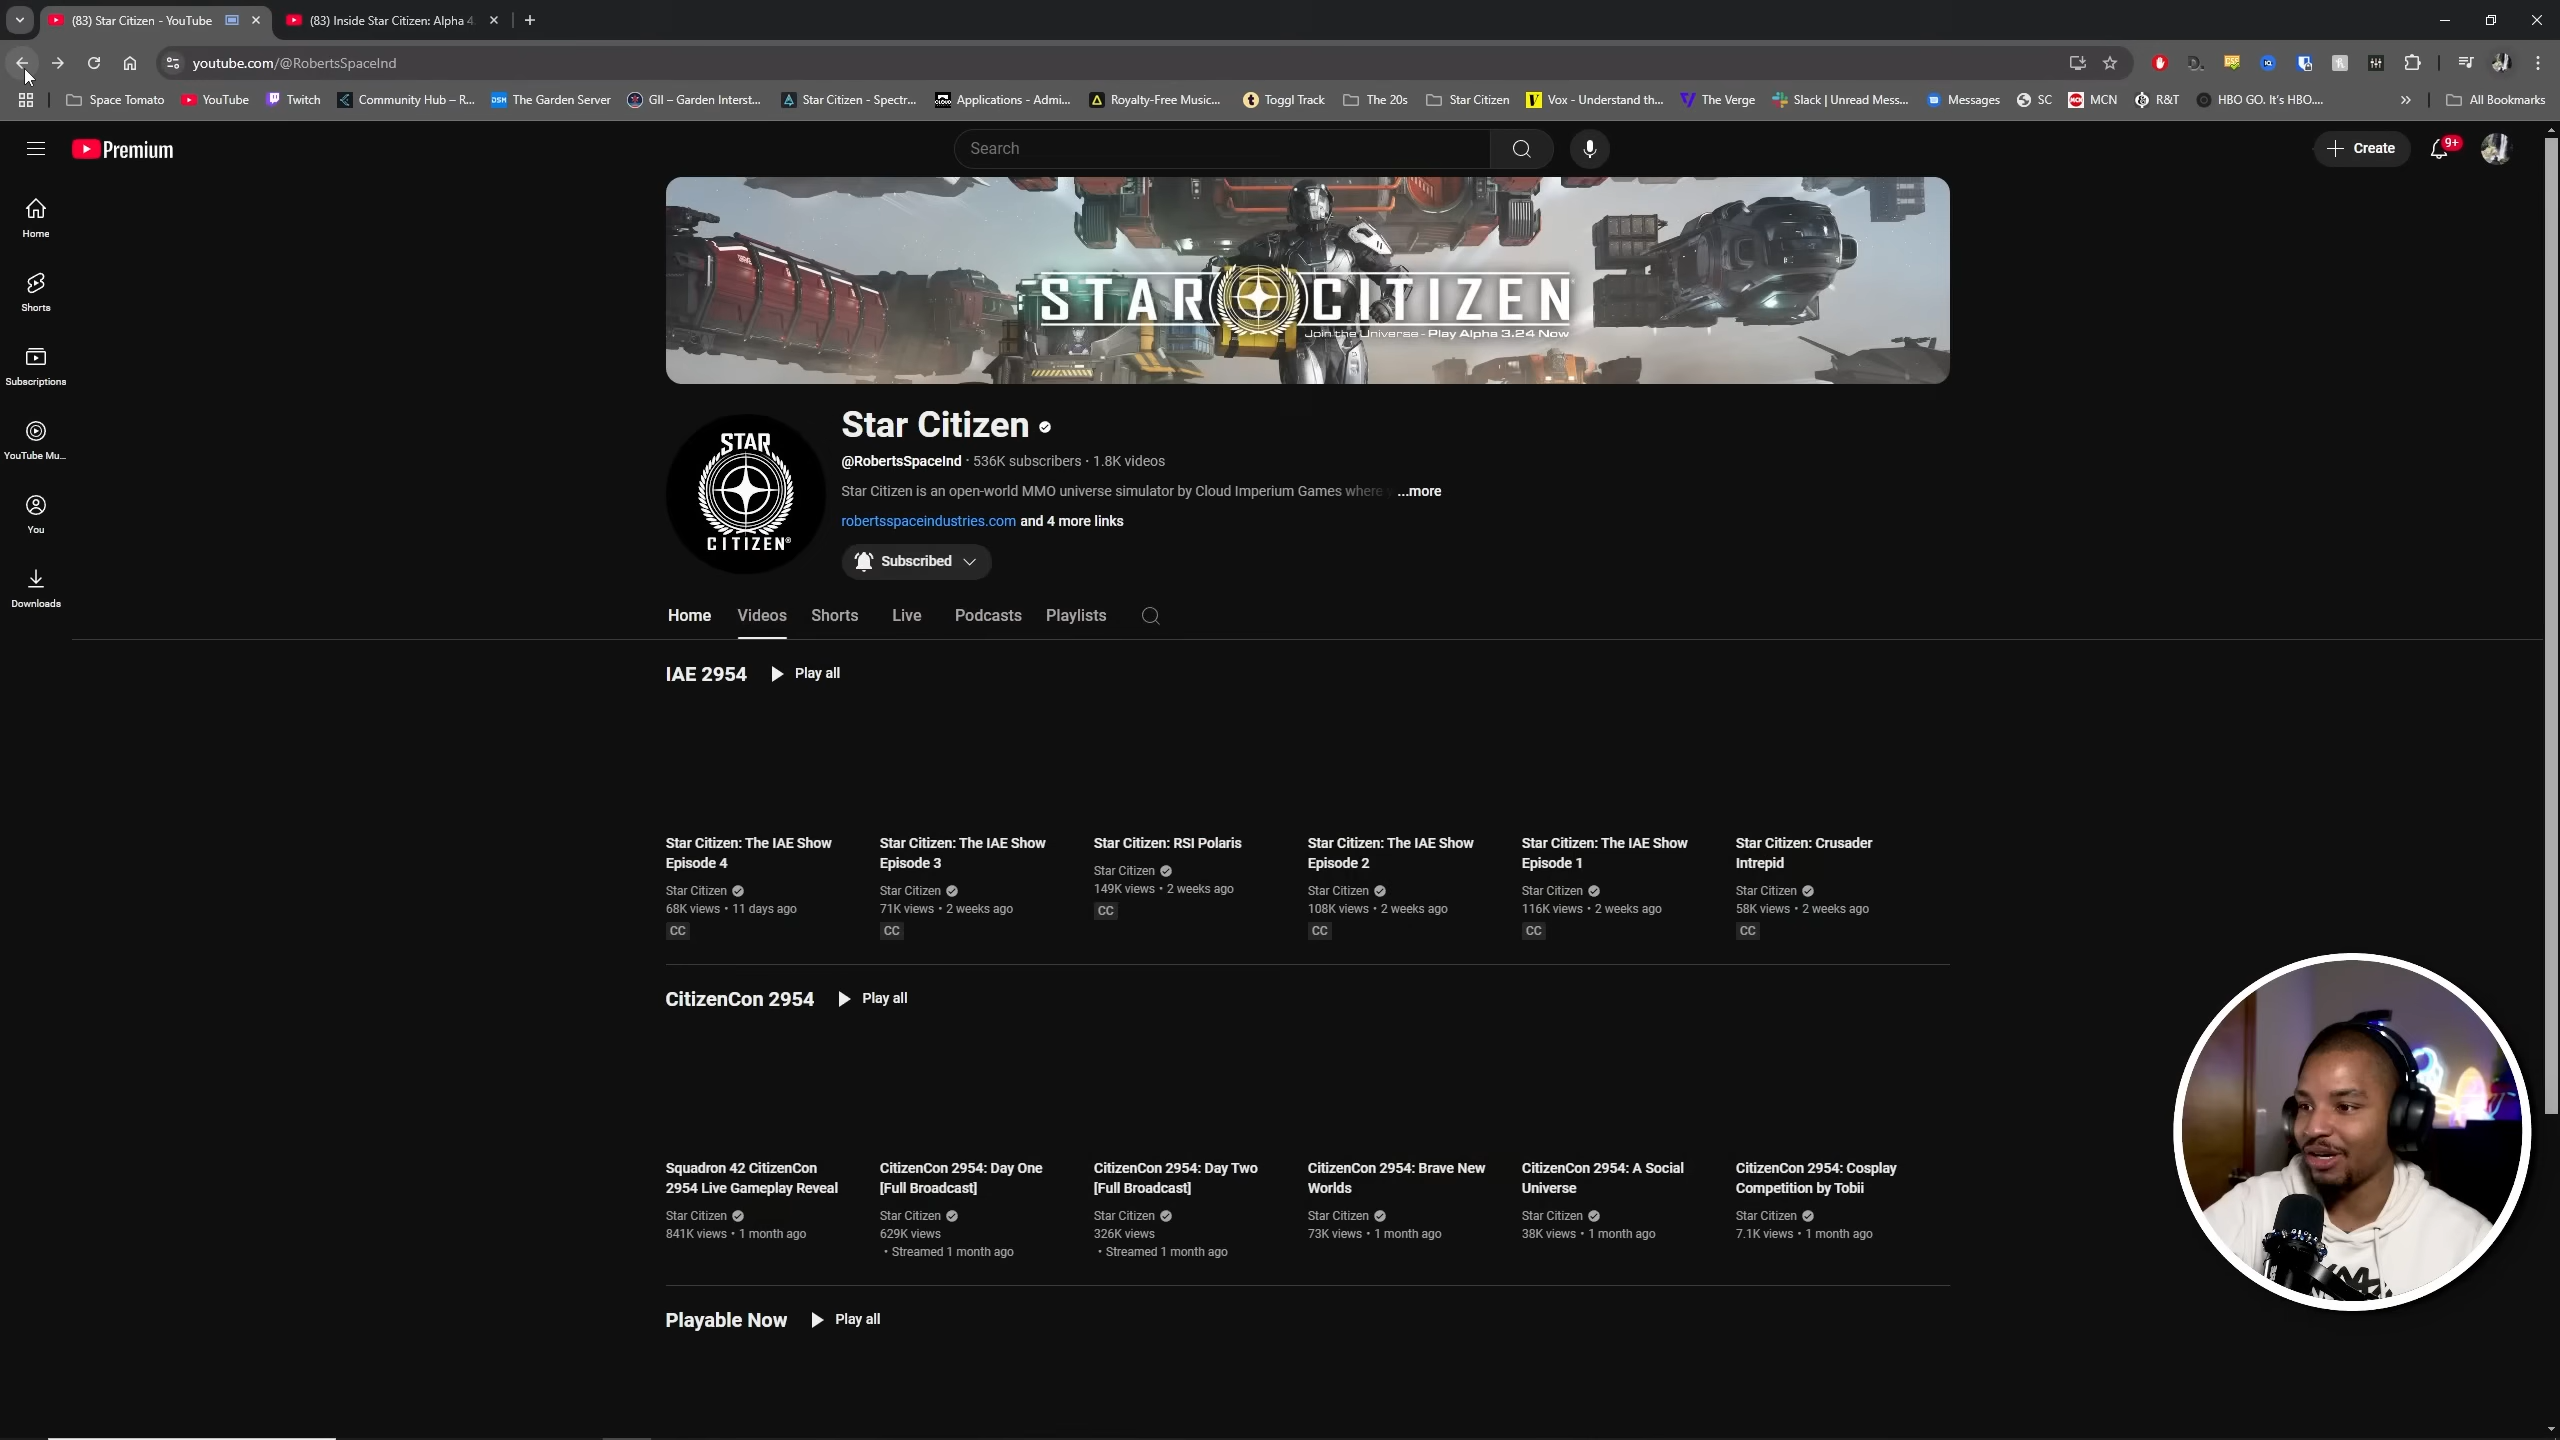 (83) Star Citizen - YouTube
(83) Inside Star Citizen: Alpha 4
youtube.com/@RobertsSpaceInd
Space Tomato
YouTube
Twitch
Community Hub – R...
The Garden Server
GII – Garden Interst...
Star Citizen - Spectr...
Applications - Admi...
Royalty-Free Music...
Toggl Track
The 20s
Star Citizen
Vox - Understand th...
The Verge
Slack | Unread Mess...
Messages
SC
MCN
R&T
HBO GO. It's HBO....
All Bookmarks
Premium
Search
Create
9+
Home
Shorts
Subscriptions
YouTube Mu...
You
Downloads
STAR CITIZEN
Join the Universe - Play Alpha 3.24 Now
STAR
CITIZEN®
Star Citizen
@RobertsSpaceInd · 536K subscribers · 1.8K videos
Star Citizen is an open-world MMO universe simulator by Cloud Imperium Games where ...more
robertsspaceindustries.com and 4 more links
Subscribed
Home Videos Shorts Live Podcasts Playlists
IAE 2954 Play all
Star Citizen: The IAE Show
Episode 4
Star Citizen
68K views • 11 days ago
CC
Star Citizen: The IAE Show
Episode 3
Star Citizen
71K views • 2 weeks ago
CC
Star Citizen: RSI Polaris
Star Citizen
149K views • 2 weeks ago
CC
Star Citizen: The IAE Show
Episode 2
Star Citizen
108K views • 2 weeks ago
CC
Star Citizen: The IAE Show
Episode 1
Star Citizen
116K views • 2 weeks ago
CC
Star Citizen: Crusader
Intrepid
Star Citizen
58K views • 2 weeks ago
CC
CitizenCon 2954 Play all
Squadron 42 CitizenCon
2954 Live Gameplay Reveal
Star Citizen
841K views • 1 month ago
CitizenCon 2954: Day One
[Full Broadcast]
Star Citizen
629K views
• Streamed 1 month ago
CitizenCon 2954: Day Two
[Full Broadcast]
Star Citizen
326K views
• Streamed 1 month ago
CitizenCon 2954: Brave New
Worlds
Star Citizen
73K views • 1 month ago
CitizenCon 2954: A Social
Universe
Star Citizen
38K views • 1 month ago
CitizenCon 2954: Cosplay
Competition by Tobii
Star Citizen
7.1K views • 1 month ago
Playable Now Play all